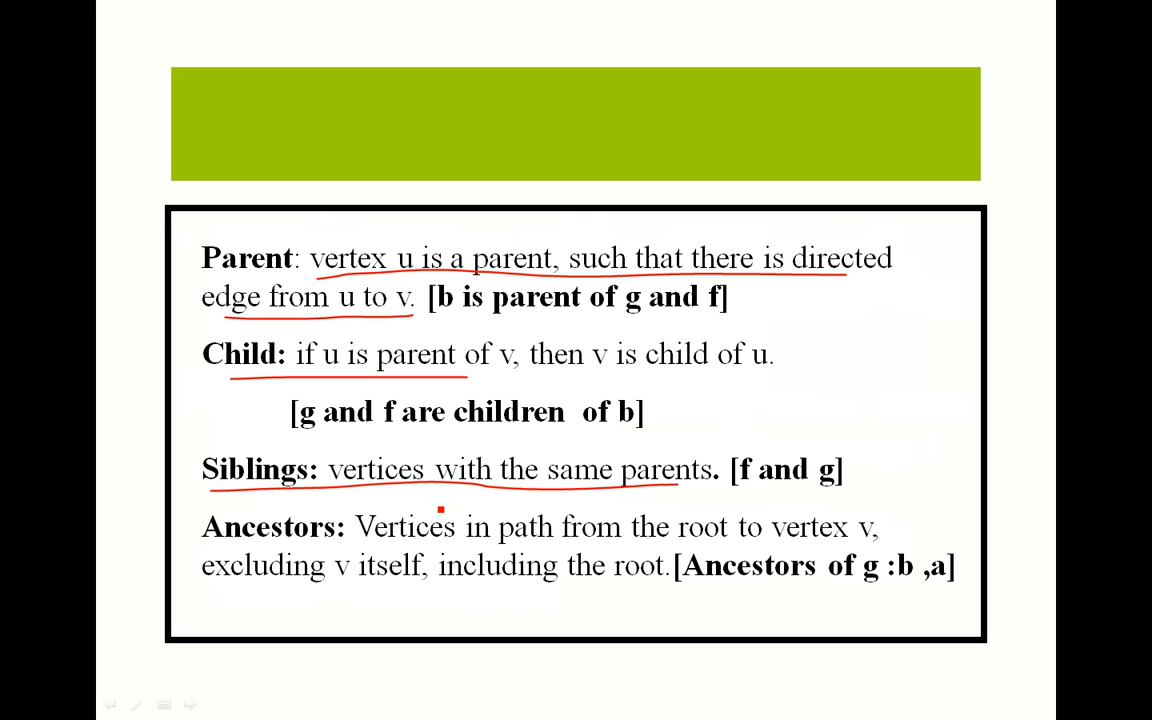 Parent: vertex u is a parent, such that there is directed
edge from u to v. [b is parent of g and f]
Child: if u is parent of v, then v is child of u.
[g and f are children of b]
Siblings: vertices with the same parents. [f and g]
Ancestors: Vertices in path from the root to vertex v,
excluding v itself, including the root.[Ancestors of g :b ,a]